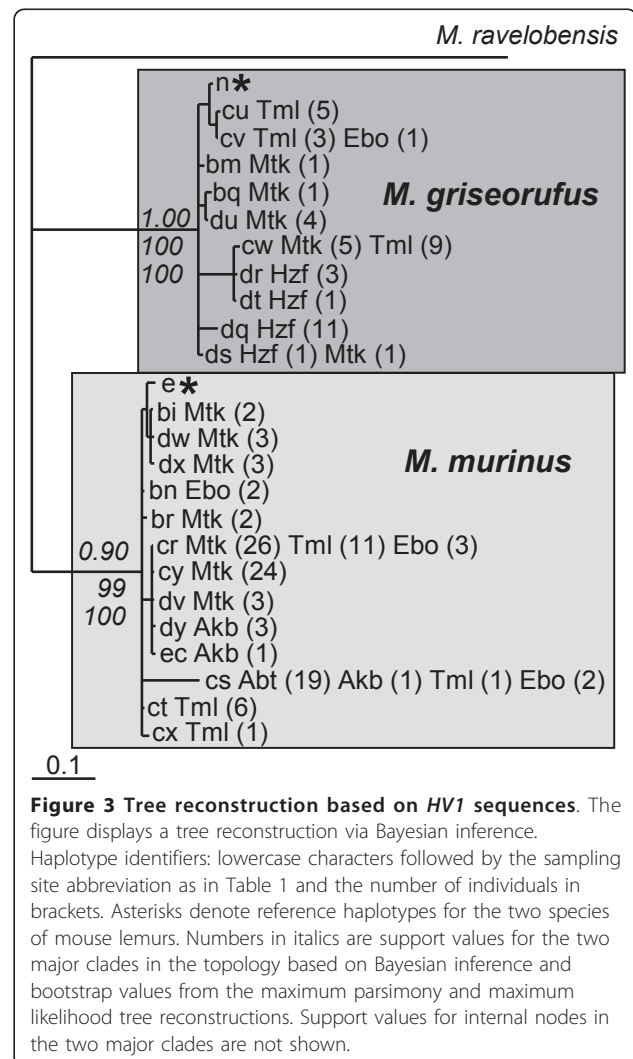 M. ravelobensis
n*
cu Tml (5)
cv Tml (3) Ebo (1)
bm Mtk (1)
bq Mtk (1)
M. griseorufus
du Mtk (4)
1.00
100
100
cw Mtk (5) Tml (9)
dr Hzf (3)
dt Hzf (1)
dq Hzf (11)
ds Hzf (1) Mtk (1)
e*
bi Mtk (2)
dw Mtk (3)
dx Mtk (3)
M. murinus
bn Ebo (2)
br Mtk (2)
cr Mtk (26) Tml (11) Ebo (3)
0.90
99
100
cy Mtk (24)
dv Mtk (3)
dy Akb (3)
ec Akb (1)
cs Abt (19) Akb (1) Tml (1) Ebo (2)
ct Tml (6)
cx Tml (1)
0.1
Figure 3 Tree reconstruction based on HV1 sequences. The
figure displays a tree reconstruction via Bayesian inference.
Haplotype identifiers: lowercase characters followed by the sampling
site abbreviation as in Table 1 and the number of individuals in
brackets. Asterisks denote reference haplotypes for the two species
of mouse lemurs. Numbers in italics are support values for the two
major clades in the topology based on Bayesian inference and
bootstrap values from the maximum parsimony and maximum
likelihood tree reconstructions. Support values for internal nodes in
the two major clades are not shown.